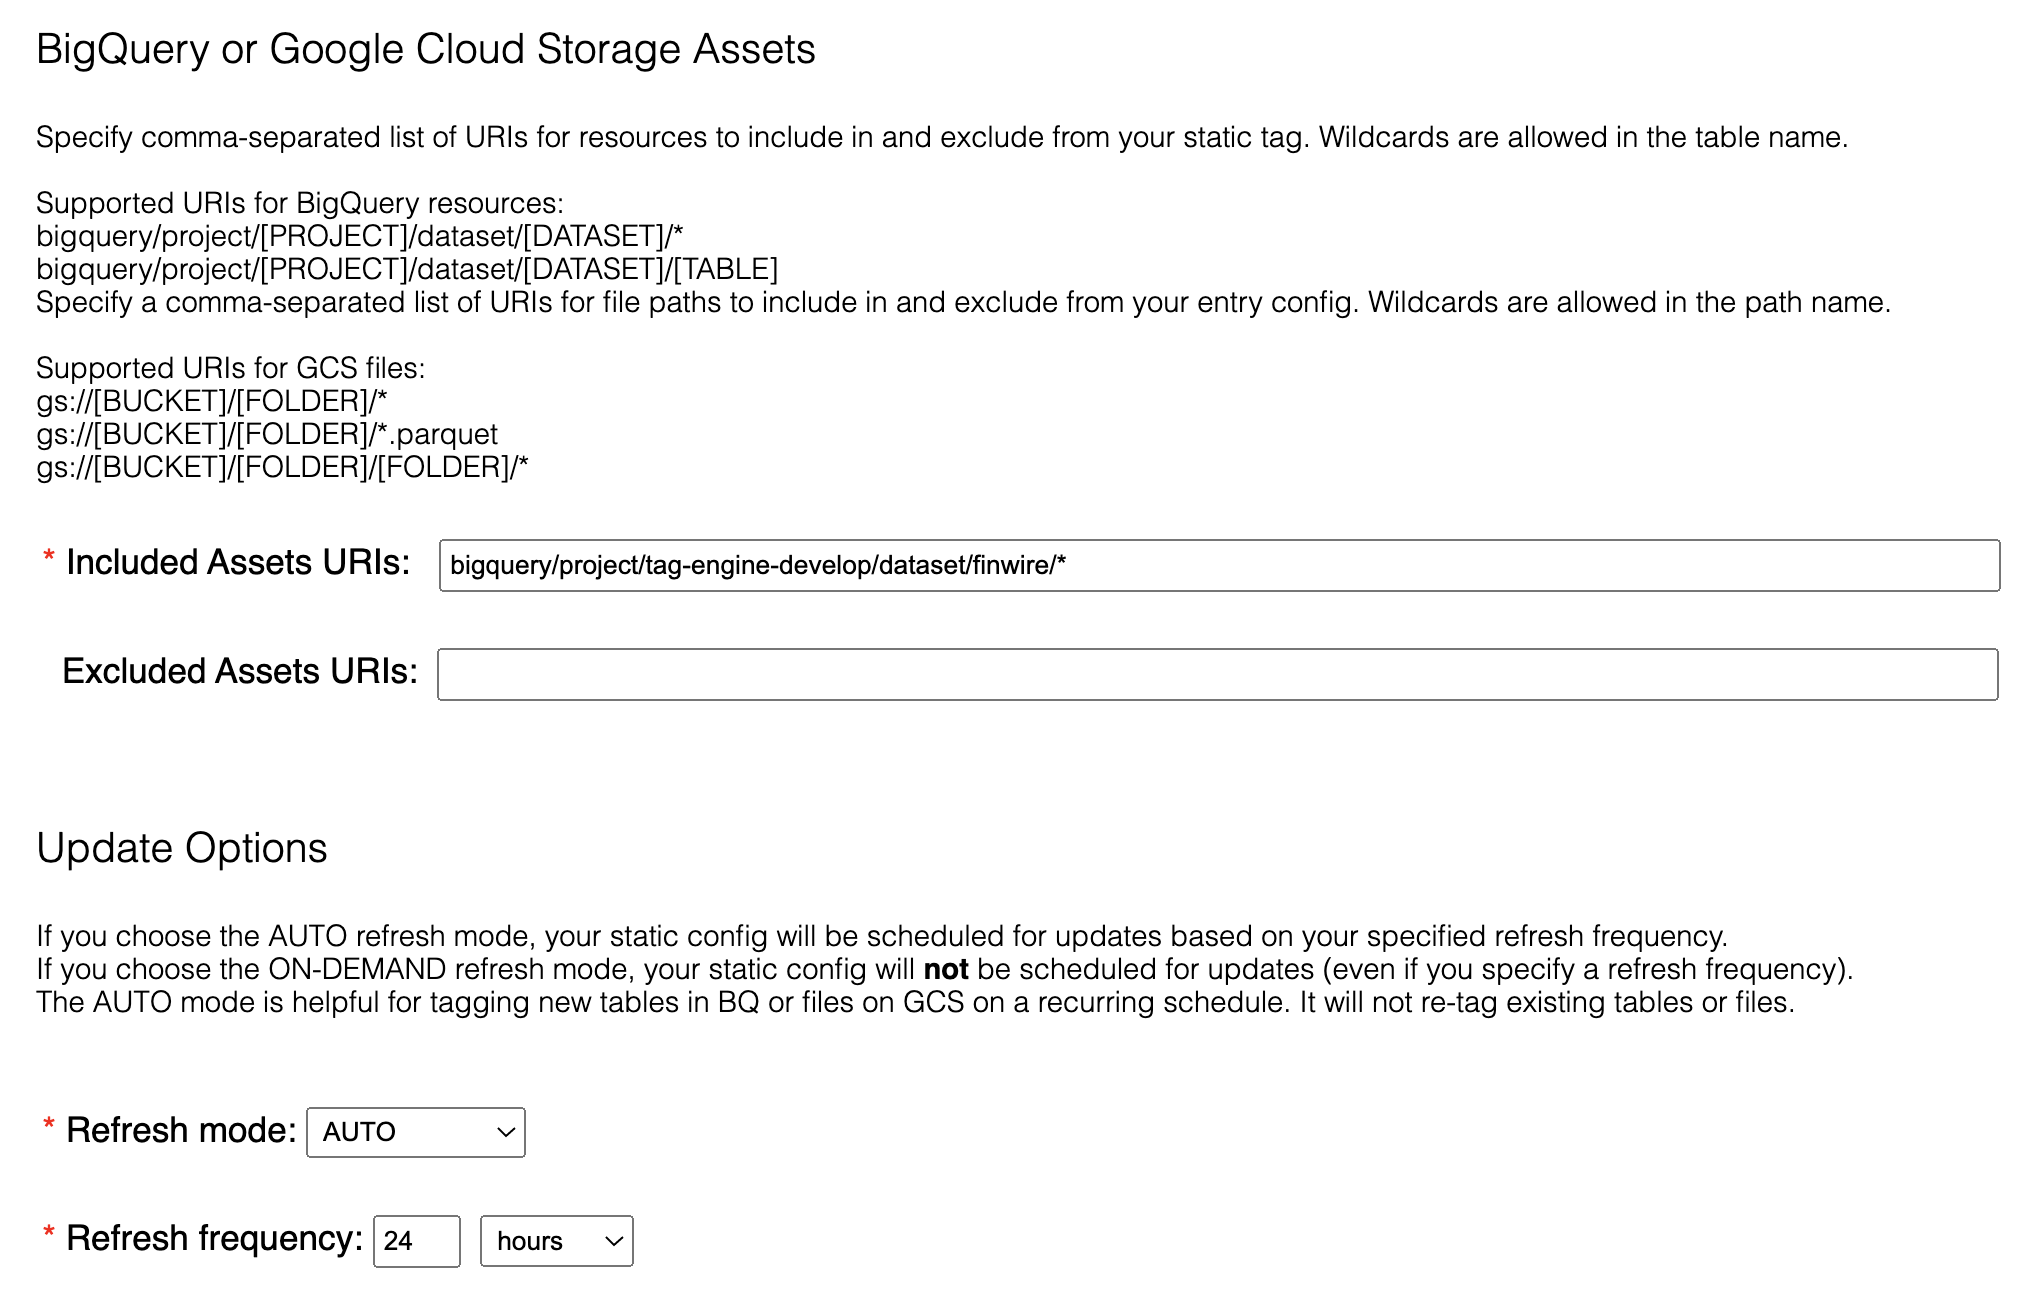 BigQuery or Google Cloud Storage Assets
Specify comma-separated list of URIs for resources to include in and exclude from your static tag. Wildcards are allowed in the table name.
Supported URIs for BigQuery resources:
bigquery/project/[PROJECT]/dataset/[DATASET]/*
bigquery/project/[PROJECT]/dataset/[DATASET]/[TABLE]
Specify a comma-separated list of URIs for file paths to include in and exclude from your entry config. Wildcards are allowed in the path name.
Supported URIs for GCS files:
gs://[BUCKET]/[FOLDER]/*
gs://[BUCKET]/[FOLDER]/*.parquet
gs://[BUCKET]/[FOLDER]/[FOLDER]/*
* Included Assets URIs: bigquery/project/tag-engine-develop/dataset/finwire/*
Excluded Assets URIs:
Update Options
If you choose the AUTO refresh mode, your static config will be scheduled for updates based on your specified refresh frequency.
If you choose the ON-DEMAND refresh mode, your static config will not be scheduled for updates (even if you specify a refresh frequency).
The AUTO mode is helpful for tagging new tables in BQ or files on GCS on a recurring schedule. It will not re-tag existing tables or files.
* Refresh mode: AUTO
* Refresh frequency: 24 hours